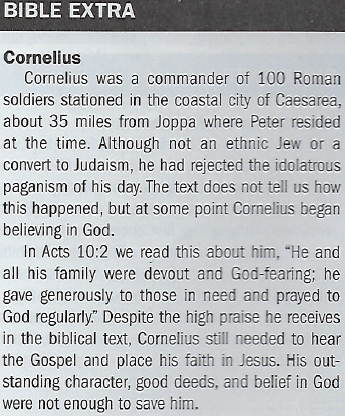 BIBLE EXTRA
Cornelius
Cornelius was a commander of 100 Roman
soldiers stationed in the coastal city of Caesarea,
about 35 miles from Joppa where Peter resided
at the time. Although not an ethnic Jew or a
convert to Judaism, he had rejected the idolatrous
paganism of his day. The text does not tell us how
this happened, but at some point Cornelius began
believing in God.
In Acts 10:2 we read this about him, “He and
all his family were devout and God-fearing; he
gave generously to those in need and prayed to
God regularly.” Despite the high praise he receives
in the biblical text, Cornelius still needed to hear
the Gospel and place his faith in Jesus. His out-
standing character, good deeds, and belief in God
were not enough to save him.